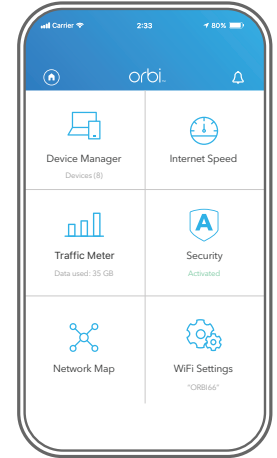 Carrier 2:33 80%
orbi
Device Manager
Devices (8)
Internet Speed
Traffic Meter
Data used: 35 GB
A
Security
Activated
Network Map
WiFi Settings
"ORBI66"